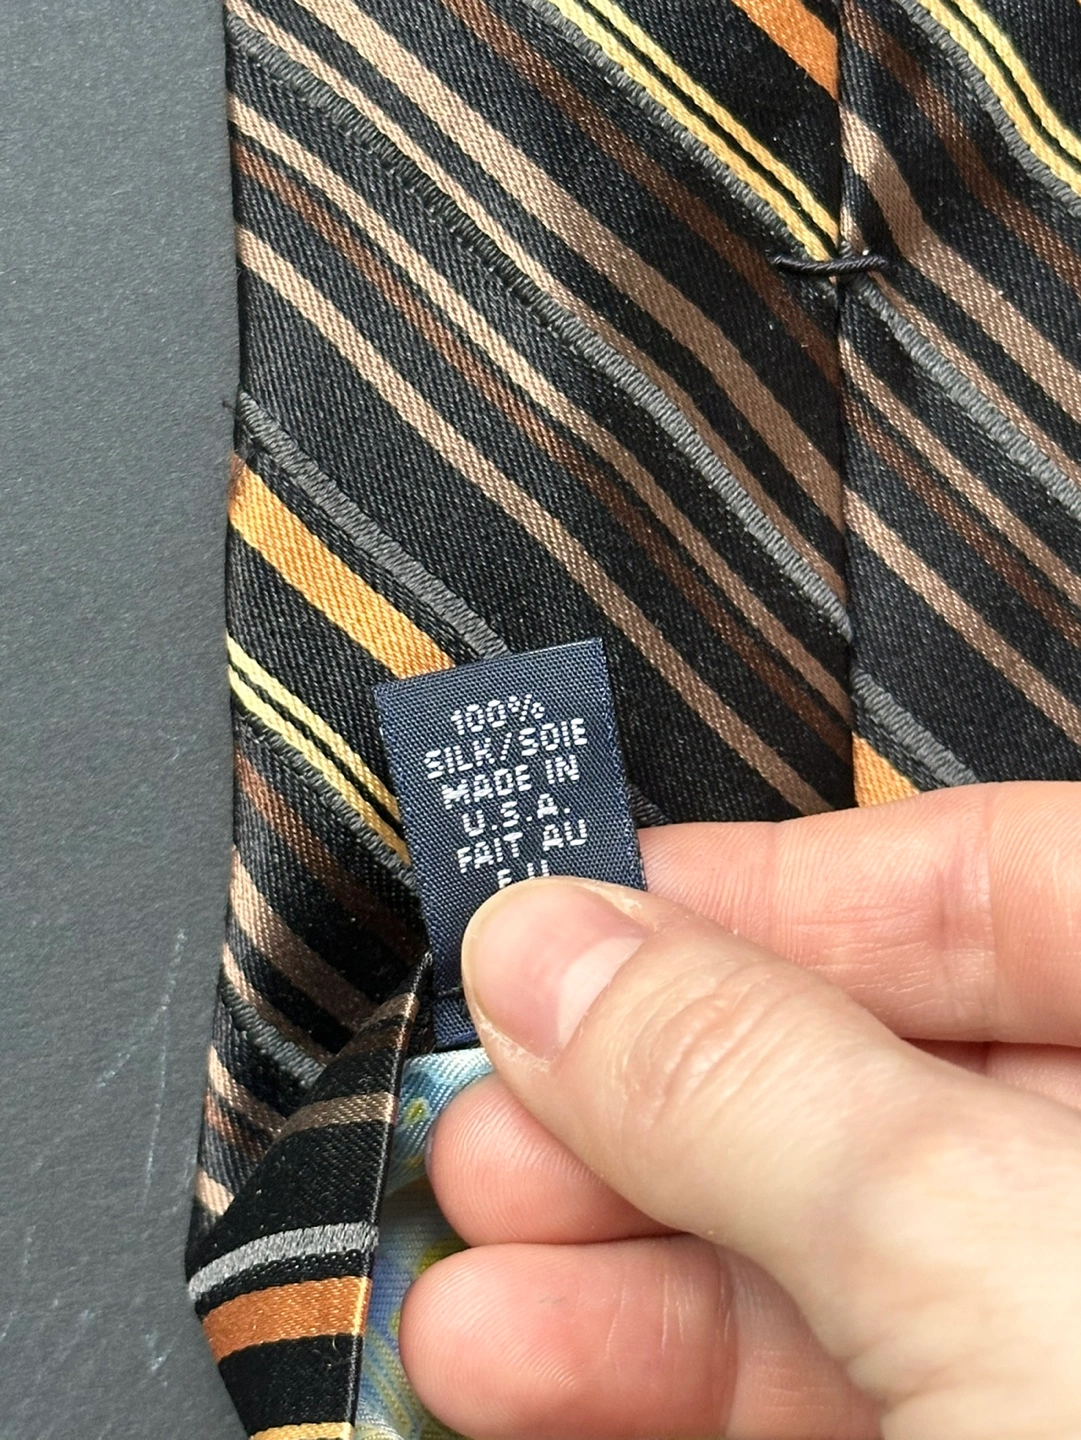 100%
SILK/SOIE
MADE IN
U.S.A.
FAIT AU